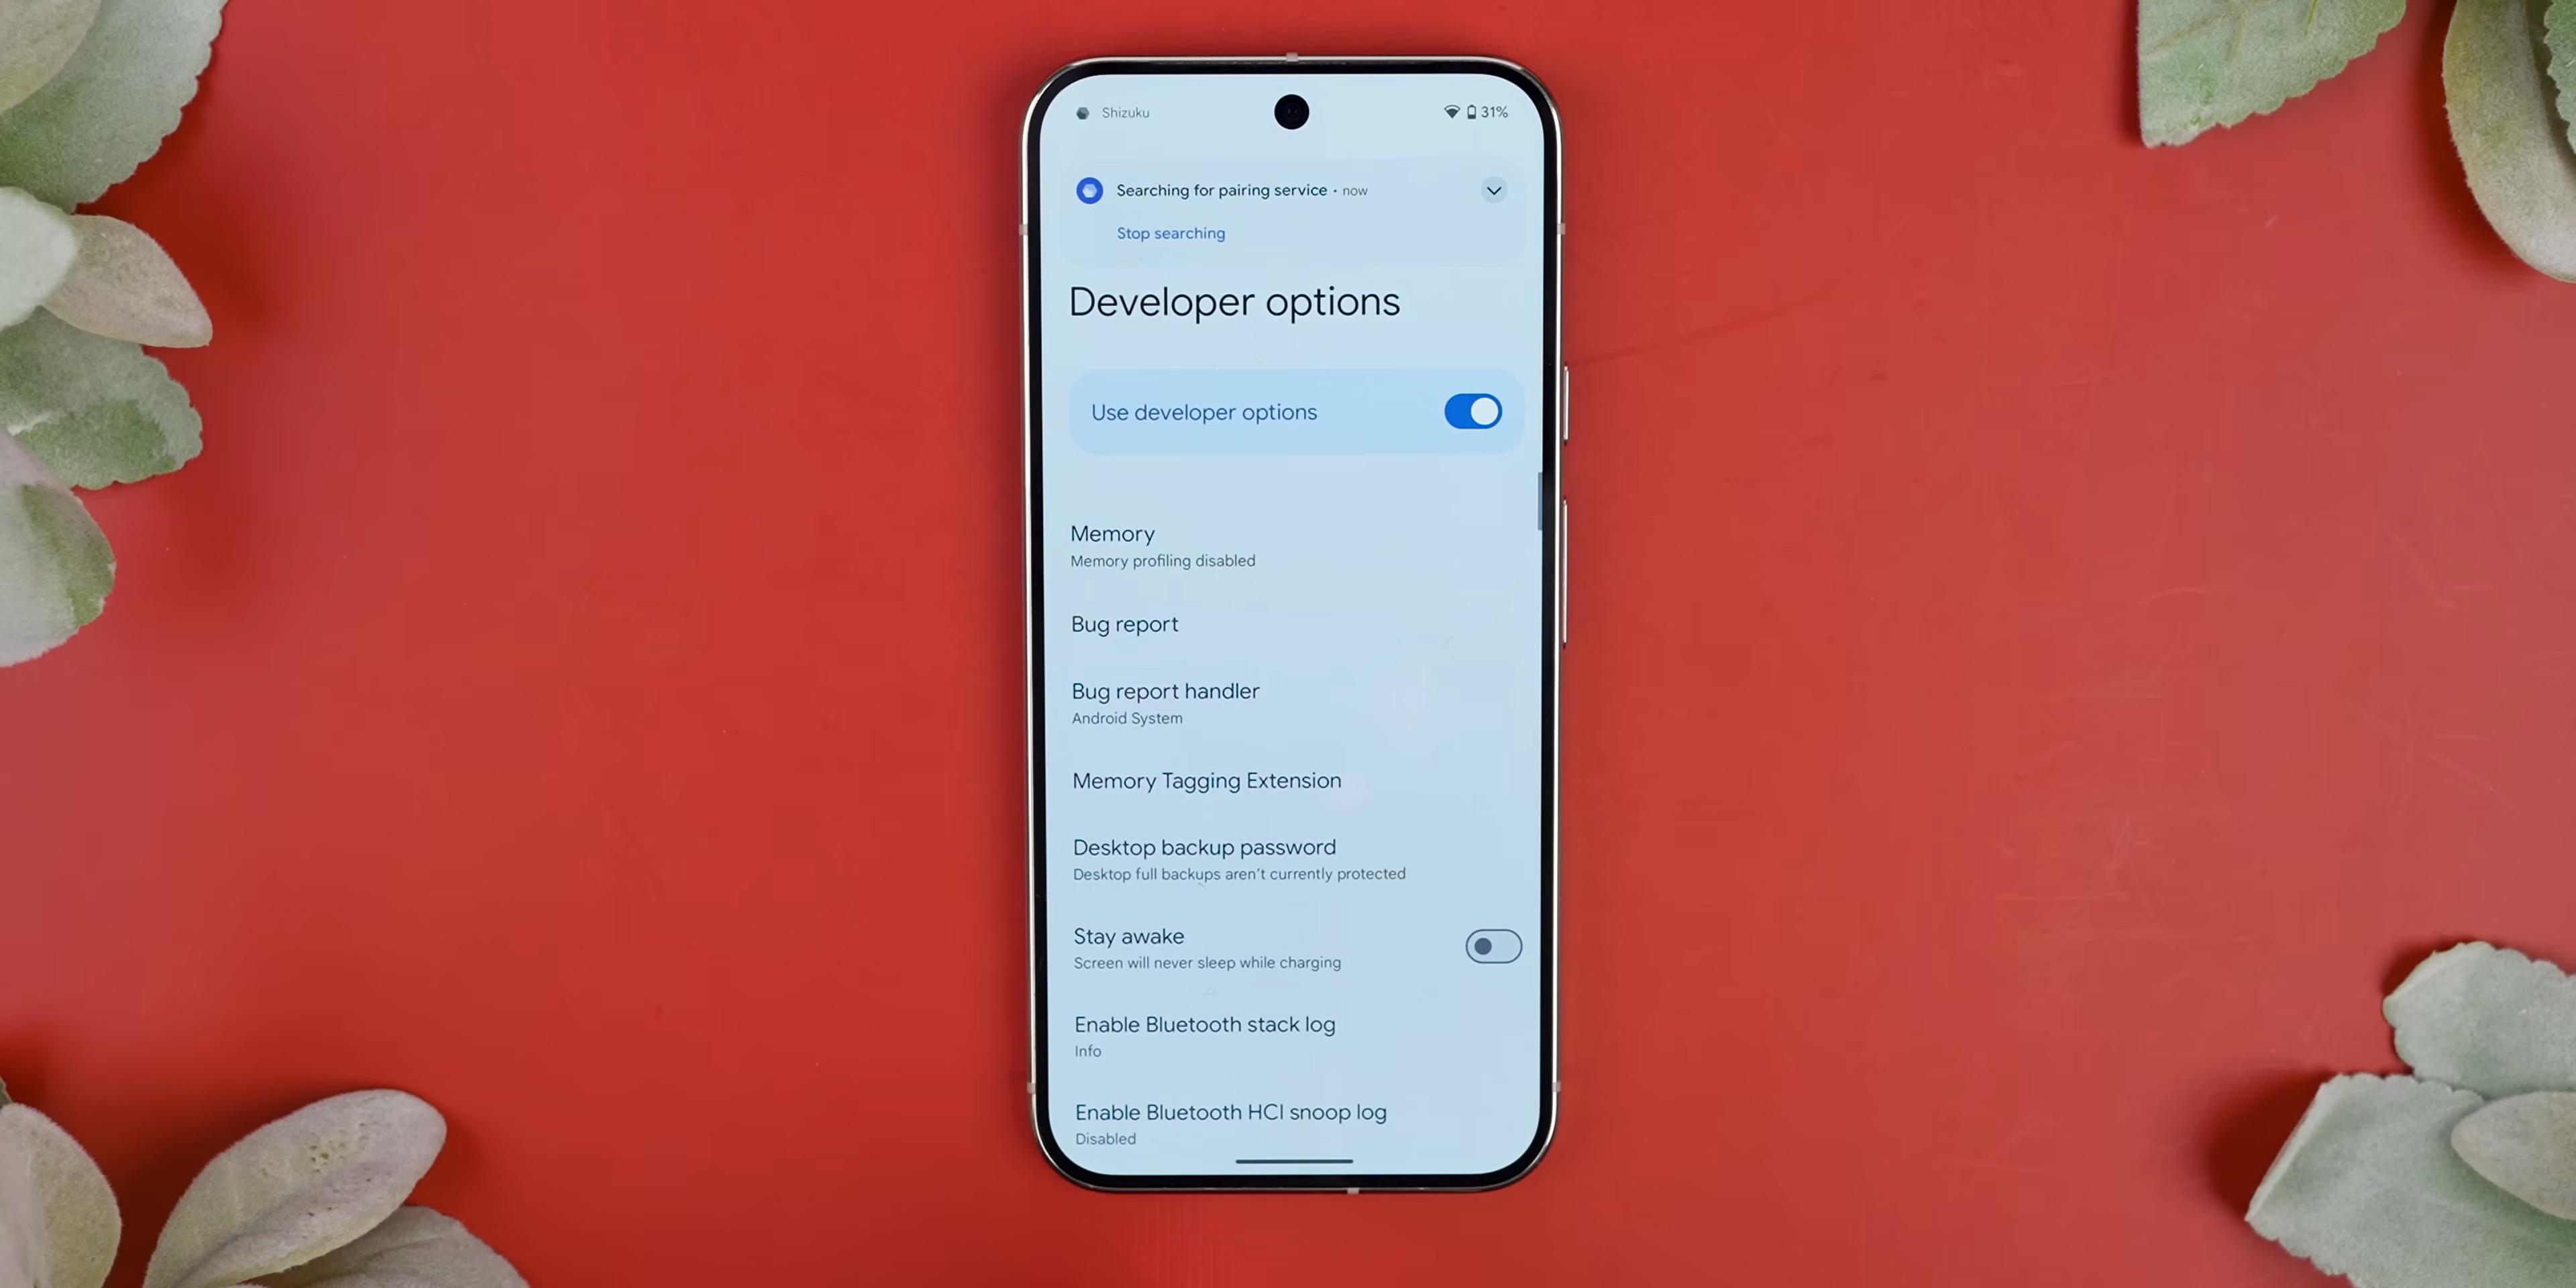 Shizuku
31%
Searching for pairing service • now
Stop searching
Developer options
Use developer options
Memory
Memory profiling disabled
Bug report
Bug report handler
Android System
Memory Tagging Extension
Desktop backup password
Desktop full backups aren't currently protected
Stay awake
Screen will never sleep while charging
Enable Bluetooth stack log
Info
Enable Bluetooth HCI snoop log
Disabled